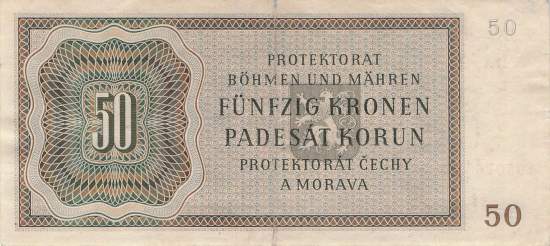 50
PROTEKTORAT
BÖHMEN UND MÄHREN
50
FÜNFZIG KRONEN
PADESÁT KORUN
PROTEKTORÁT ČECHY
A MORAVA
50